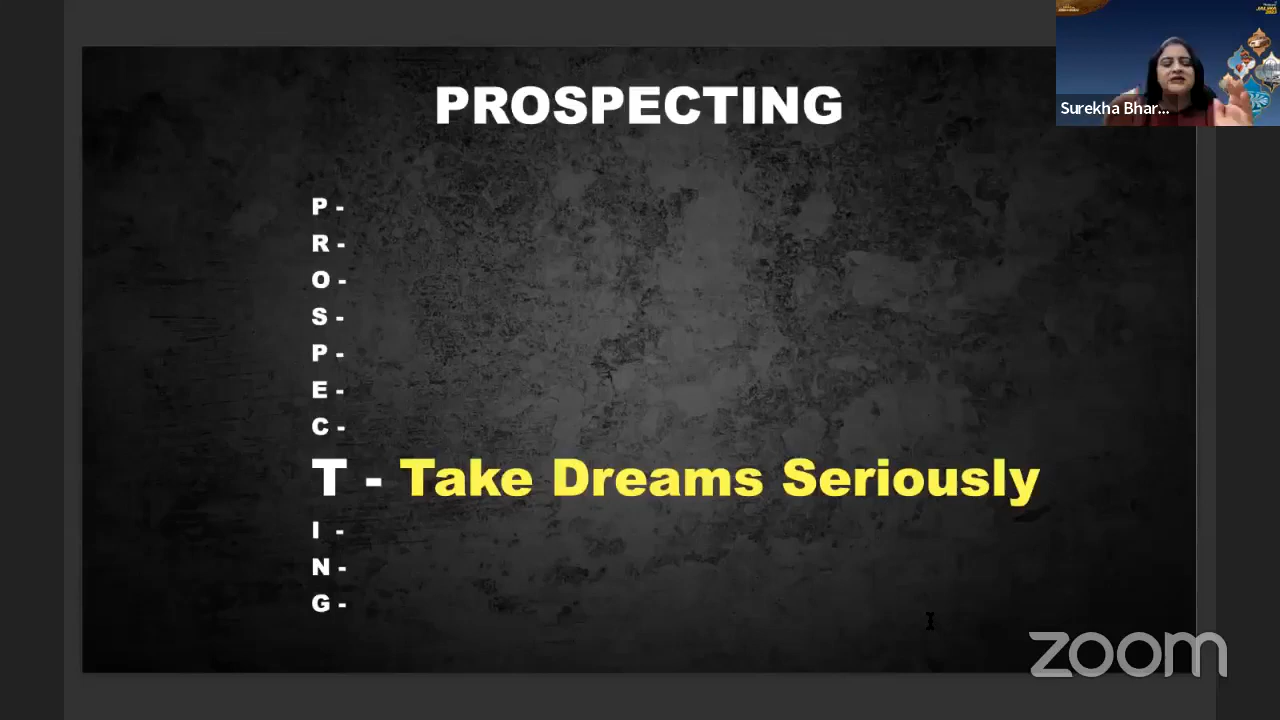 PROSPECTING
Surekha Bhar...
P -
R -
O -
S -
P -
E -
C -
T - Take Dreams Seriously
I -
N -
G -
zoom